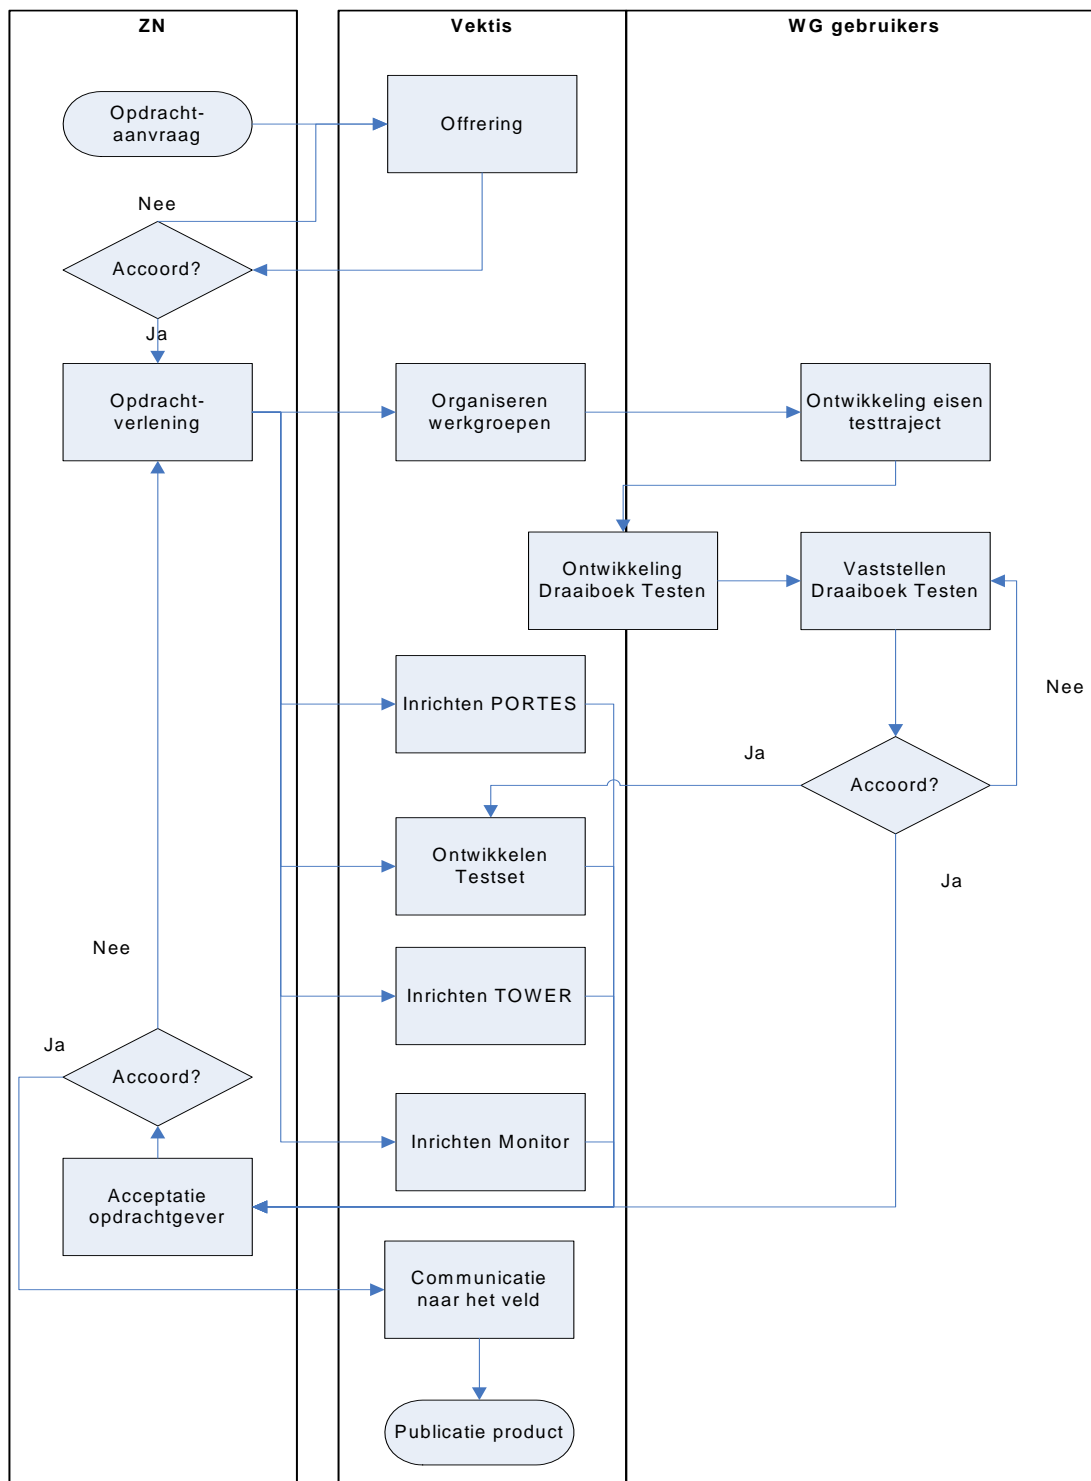 ZN
Vektis
WG gebruikers
Opdracht-
aanvraag
Offrering
Nee
Accoord?
Ja
Opdracht-
verlening
Organiseren
werkgroepen
Ontwikkeling eisen
testtraject
Ontwikkeling
Draaiboek Testen
Vaststellen
Draaiboek Testen
Inrichten PORTES
Nee
Ja
Accoord?
Ontwikkelen
Testset
Ja
Nee
Inrichten TOWER
Ja
Accoord?
Inrichten Monitor
Acceptatie
opdrachtgever
Communicatie
naar het veld
Publicatie product